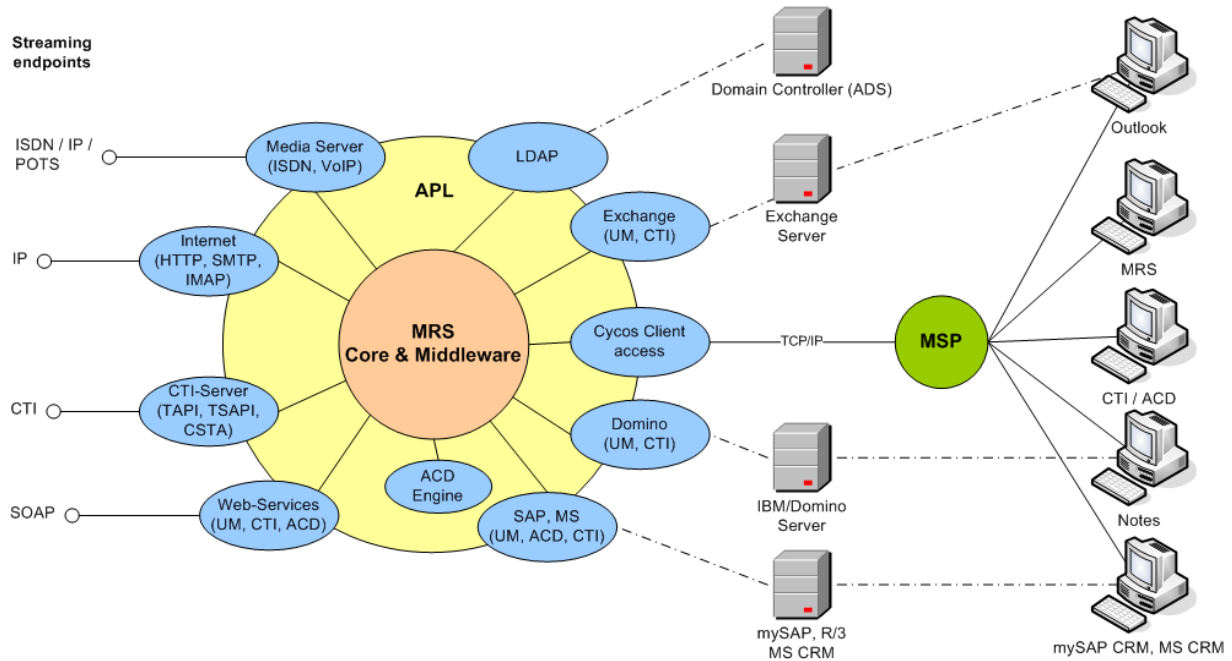 Streaming
endpoints
ISDN / IP /
POTS
IP
CTI
SOAP
Media Server
(ISDN, VoIP)
Internet
(HTTP, SMTP,
IMAP)
CTI-Server
(TAPI, TSAPI,
CSTA)
Web-Services
(UM, CTI, ACD)
APL
MRS
Core & Middleware
ACD
Engine
LDAP
Exchange
(UM, CTI)
Cycos Client
access
Domino
(UM, CTI)
SAP, MS
(UM, ACD, CTI)
TCP/IP
Domain Controller (ADS)
Exchange
Server
MSP
IBM/Domino
Server
mySAP, R/3
MS CRM
Outlook
MRS
CTI / ACD
Notes
mySAP CRM, MS CRM